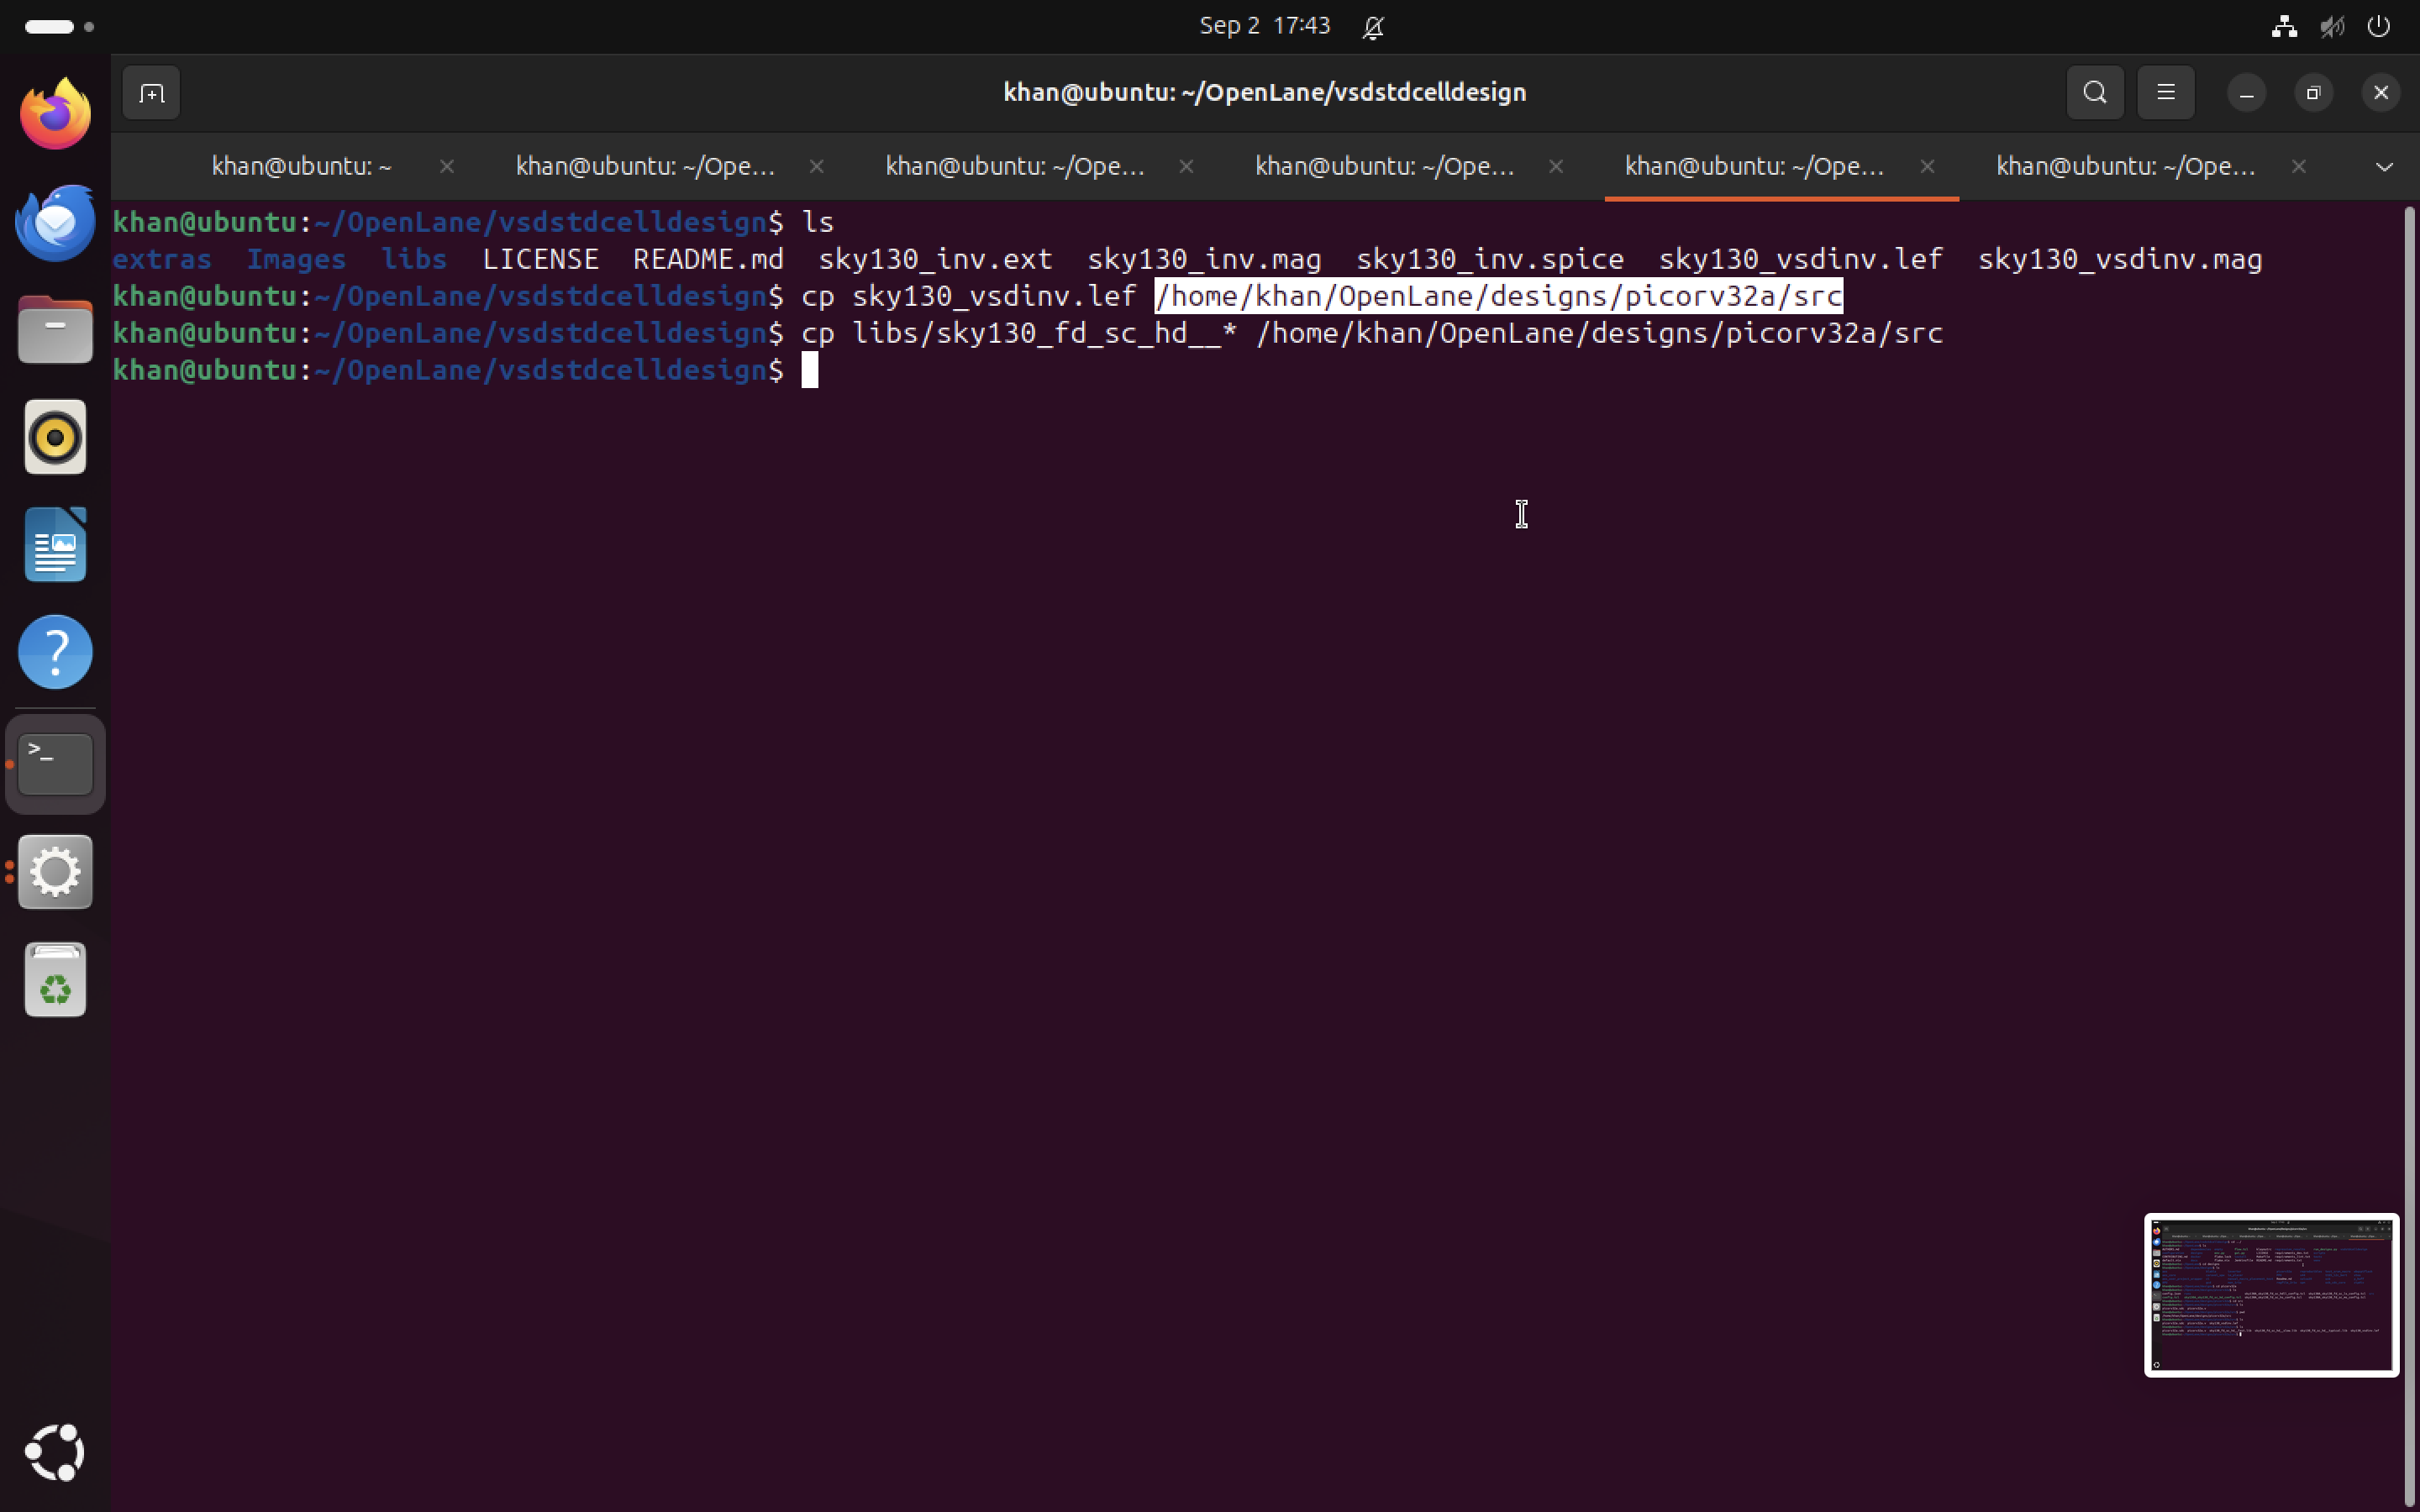 Sep 2 17:43
khan@ubuntu: ~/OpenLane/vsdstdcelldesign
khan@ubuntu: ~
khan@ubuntu: ~/Ope...
khan@ubuntu: ~/Ope...
khan@ubuntu: ~/Ope...
khan@ubuntu: ~/Ope...
khan@ubuntu: ~/Ope...
khan@ubuntu:~/OpenLane/vsdstdcelldesign$ ls
extras Images libs LICENSE README.md sky130_inv.ext sky130_inv.mag sky130_inv.spice sky130_vsdinv.lef sky130_vsdinv.mag
khan@ubuntu:~/OpenLane/vsdstdcelldesign$ cp sky130_vsdinv.lef /home/khan/OpenLane/designs/picorv32a/src
khan@ubuntu:~/OpenLane/vsdstdcelldesign$ cp libs/sky130_fd_sc_hd__* /home/khan/OpenLane/designs/picorv32a/src
khan@ubuntu:~/OpenLane/vsdstdcelldesign$